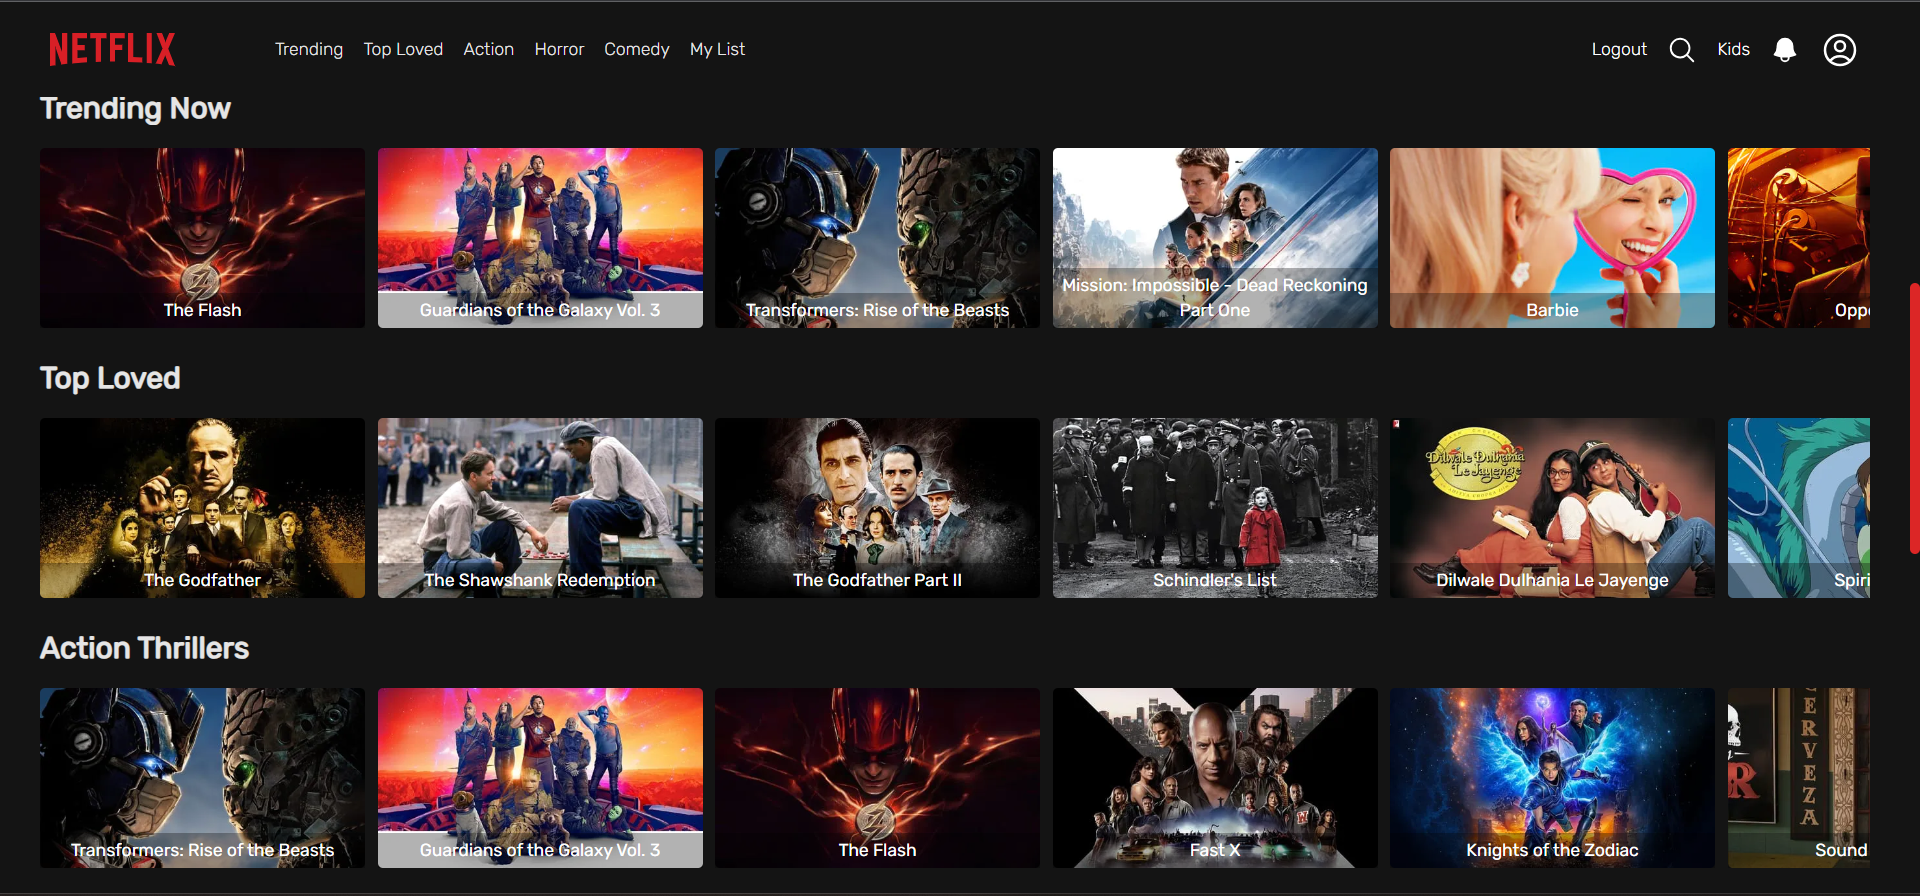 NETFLIX
Trending Top Loved Action Horror Comedy My List
Logout Kids
Trending Now
The Flash
Guardians of the Galaxy Vol. 3
Transformers: Rise of the Beasts
Mission: Impossible - Dead Reckoning
Part One
Barbie
Oppe
Top Loved
The Godfather
The Shawshank Redemption
The Godfather Part II
Schindler's List
Dilwale Dulhania
Le Jayenge
Dilwale Dulhania Le Jayenge
Spiri
Action Thrillers
Transformers: Rise of the Beasts
Guardians of the Galaxy Vol. 3
The Flash
Fast X
Knights of the Zodiac
CERVEZA
R
Sound